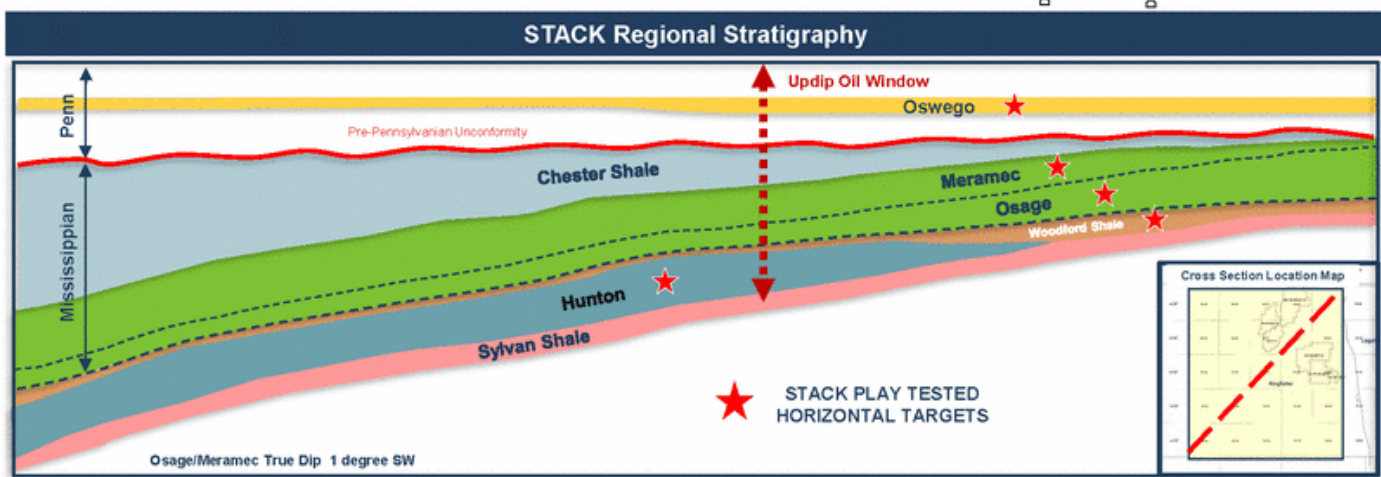 STACK Regional Stratigraphy
Updip Oil Window
Penn
Oswego
Pre-Pennsylvanian Unconformity
Chester Shale
Meramec
Mississippian
Osage
Woodford Shale
Hunton
Sylvan Shale
Cross Section Location Map
Kingfisher
STACK PLAY TESTED
HORIZONTAL TARGETS
Osage/Meramec True Dip 1 degree SW